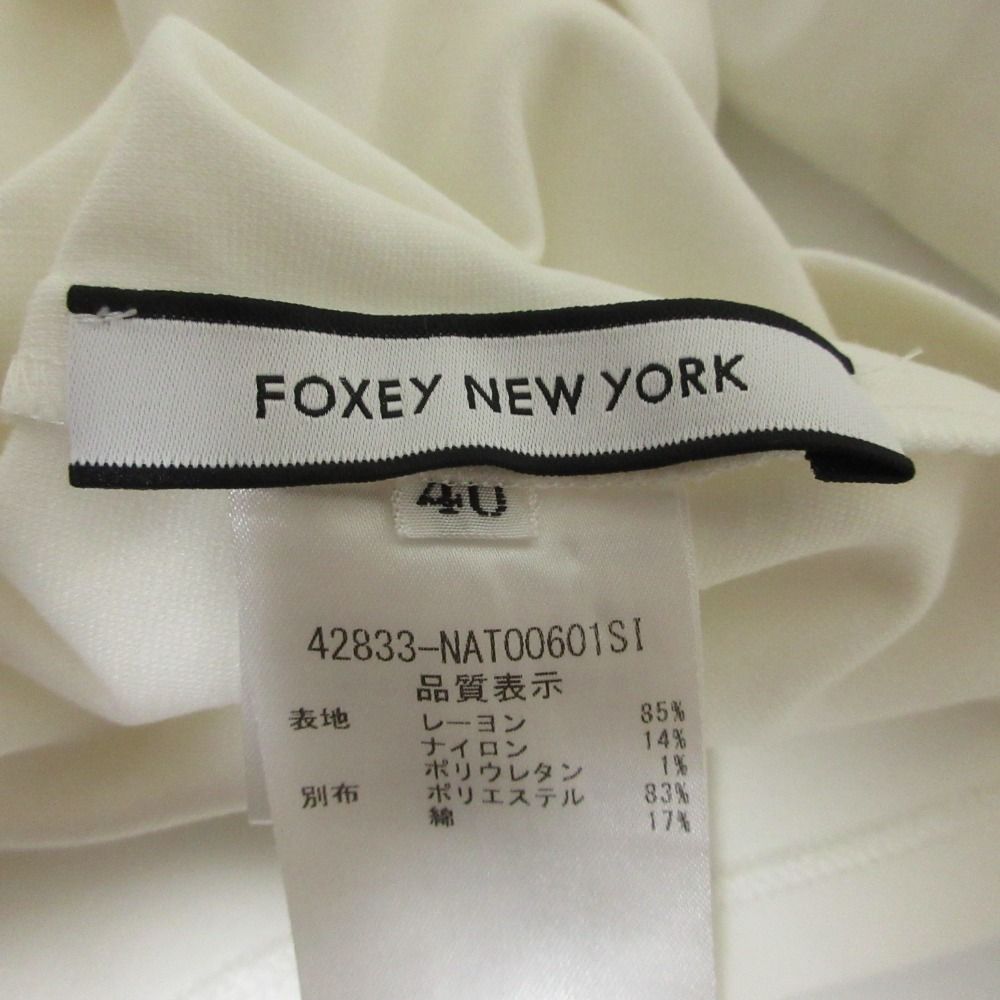 FOXEY NEW YORK
40
42833-NAT00601SI
品質表示
表地 レーヨン 85%
ナイロン 14%
ポリウレタン 1%
別布 ポリエステル 83%
綿 17%